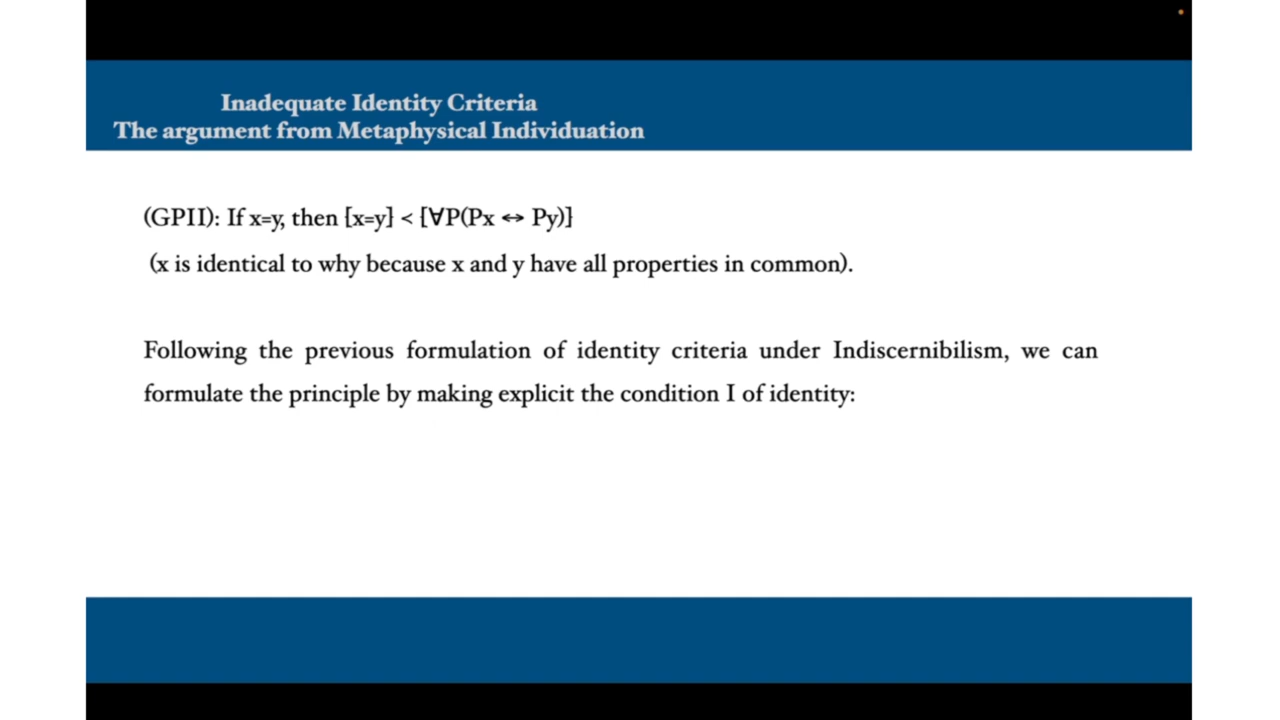 Inadequate Identity Criteria
The argument from Metaphysical Individuation
(GPII): If x=y, then [x=y] < [∀P(Px ↔ Py)]
(x is identical to why because x and y have all properties in common).
Following the previous formulation of identity criteria under Indiscernibilism, we can
formulate the principle by making explicit the condition I of identity: